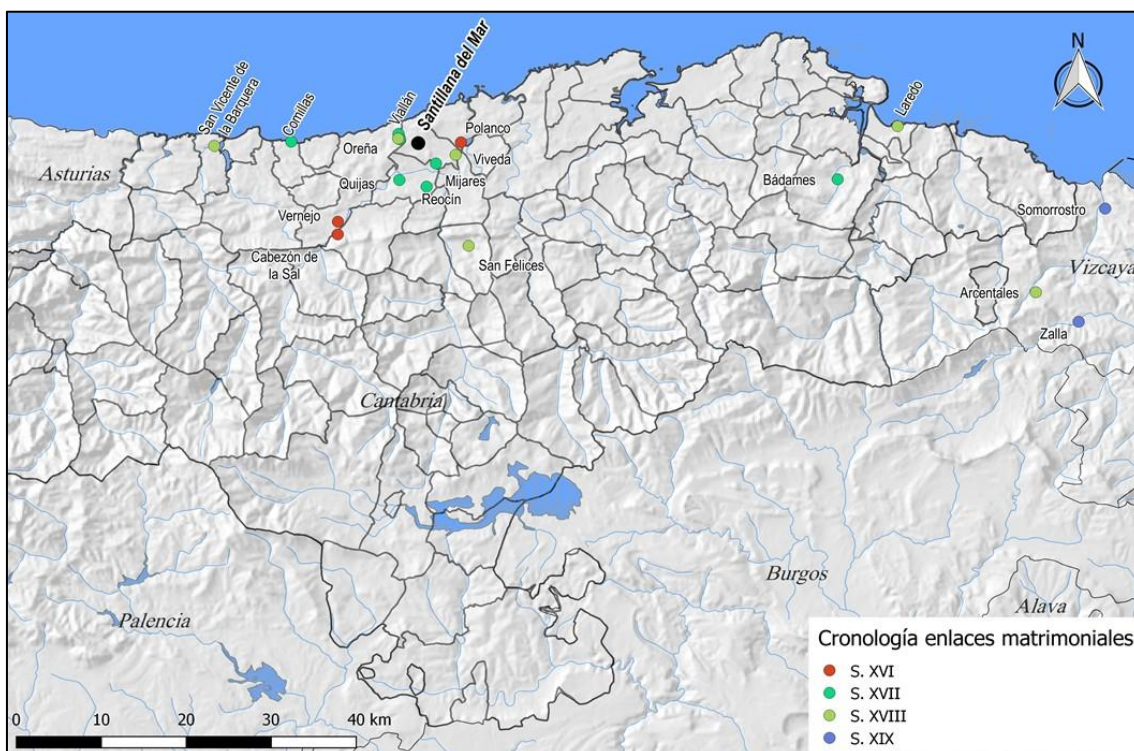 N
San Vicente de
la Barquera
Comillas
Viallán
Santillana del Mar
Polanco
Laredo
Oreña
Viveda
Asturias
Quijas
Mijares
Bádames
Reocín
Vernejo
Somorrostro
Cabezón de
la Sal
San Felices
Vizcaya
Arcentales
Zalla
Cantabria
Burgos
Alava
Palencia
Cronología enlaces matrimoniales
S. XVI
S. XVII
S. XVIII
S. XIX
0 10 20 30 40 km